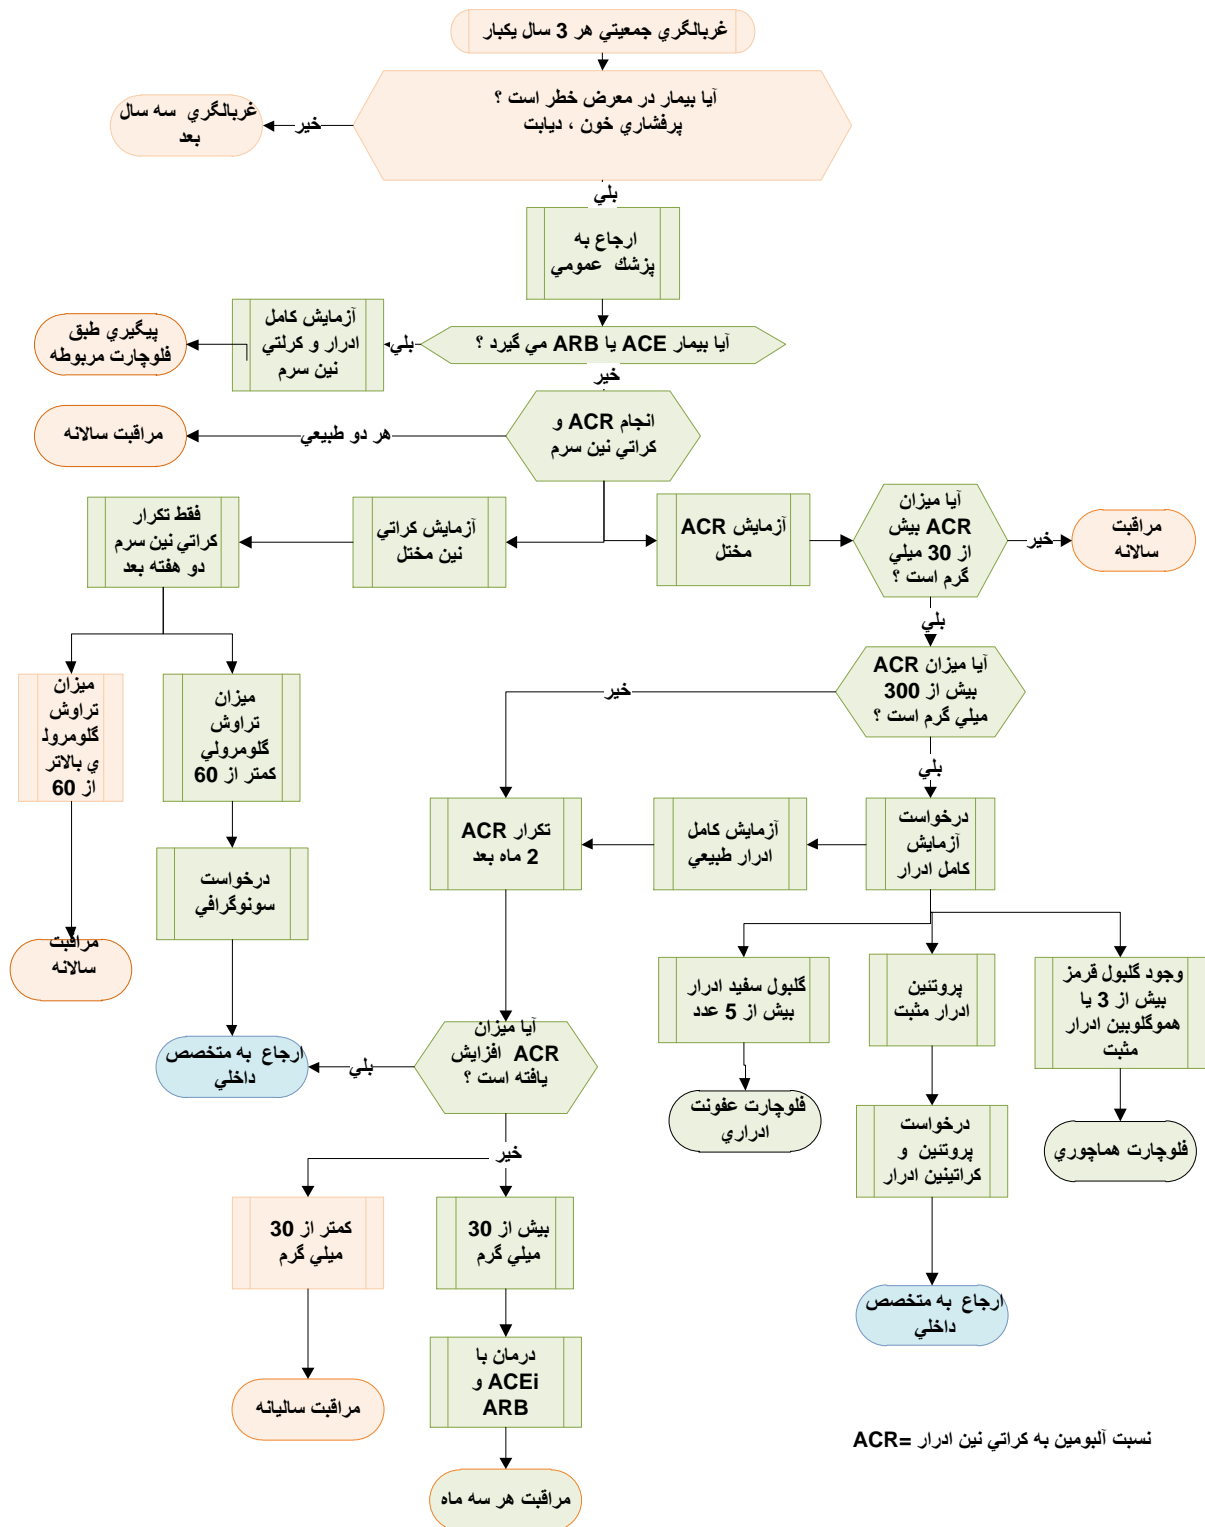 غربالگري جمعيتي هر 3 سال يكبار
آيا بيمار در معرض خطر است ؟
پرفشاري خون ، ديابت
خير
غربالگري سه سال
بعد
بلي
ارجاع به
پزشك عمومي
آيا بيمار ACE يا ARB مي گيرد ؟
بلي
آزمايش كامل
ادرار و كرلتي
نين سرم
پيگيري طبق
فلوچارت مربوطه
خير
انجام ACR و
كراتي نين سرم
هر دو طبيعي
مراقبت سالانه
آيا ميزان
ACR بيش
از 30 ميلي
گرم است ؟
خير
مراقبت
سالانه
آزمايش ACR
مختل
آزمايش كراتي
نين مختل
فقط تكرار
كراتي نين سرم
دو هفته بعد
بلي
آيا ميزان ACR
بيش از 300
ميلي گرم است ؟
خير
ميزان
تراوش
گلومرولي
كمتر از 60
ميزان
تراوش
گلومرول
ي بالاتر
از 60
بلي
درخواست
آزمايش
كامل ادرار
آزمايش كامل
ادرار طبيعي
تكرار ACR
2 ماه بعد
درخواست
سونوگرافي
مراقبت
سالانه
وجود گلبول قرمز
بيش از 3 يا
هموگلوبين ادرار
مثبت
پروتئين
ادرار مثبت
گلبول سفيد ادرار
بيش از 5 عدد
آيا ميزان
ACR افزايش
يافته است ؟
بلي
ارجاع به متخصص
داخلي
فلوچارت عفونت
ادراري
درخواست
پروتئين و
كراتينين ادرار
فلوچارت هماچوري
خير
بيش از 30
ميلي گرم
كمتر از 30
ميلي گرم
ارجاع به متخصص
داخلي
درمان با
ACEi و
ARB
مراقبت ساليانه
نسبت آلبومين به كراتي نين ادرار =ACR
مراقبت هر سه ماه